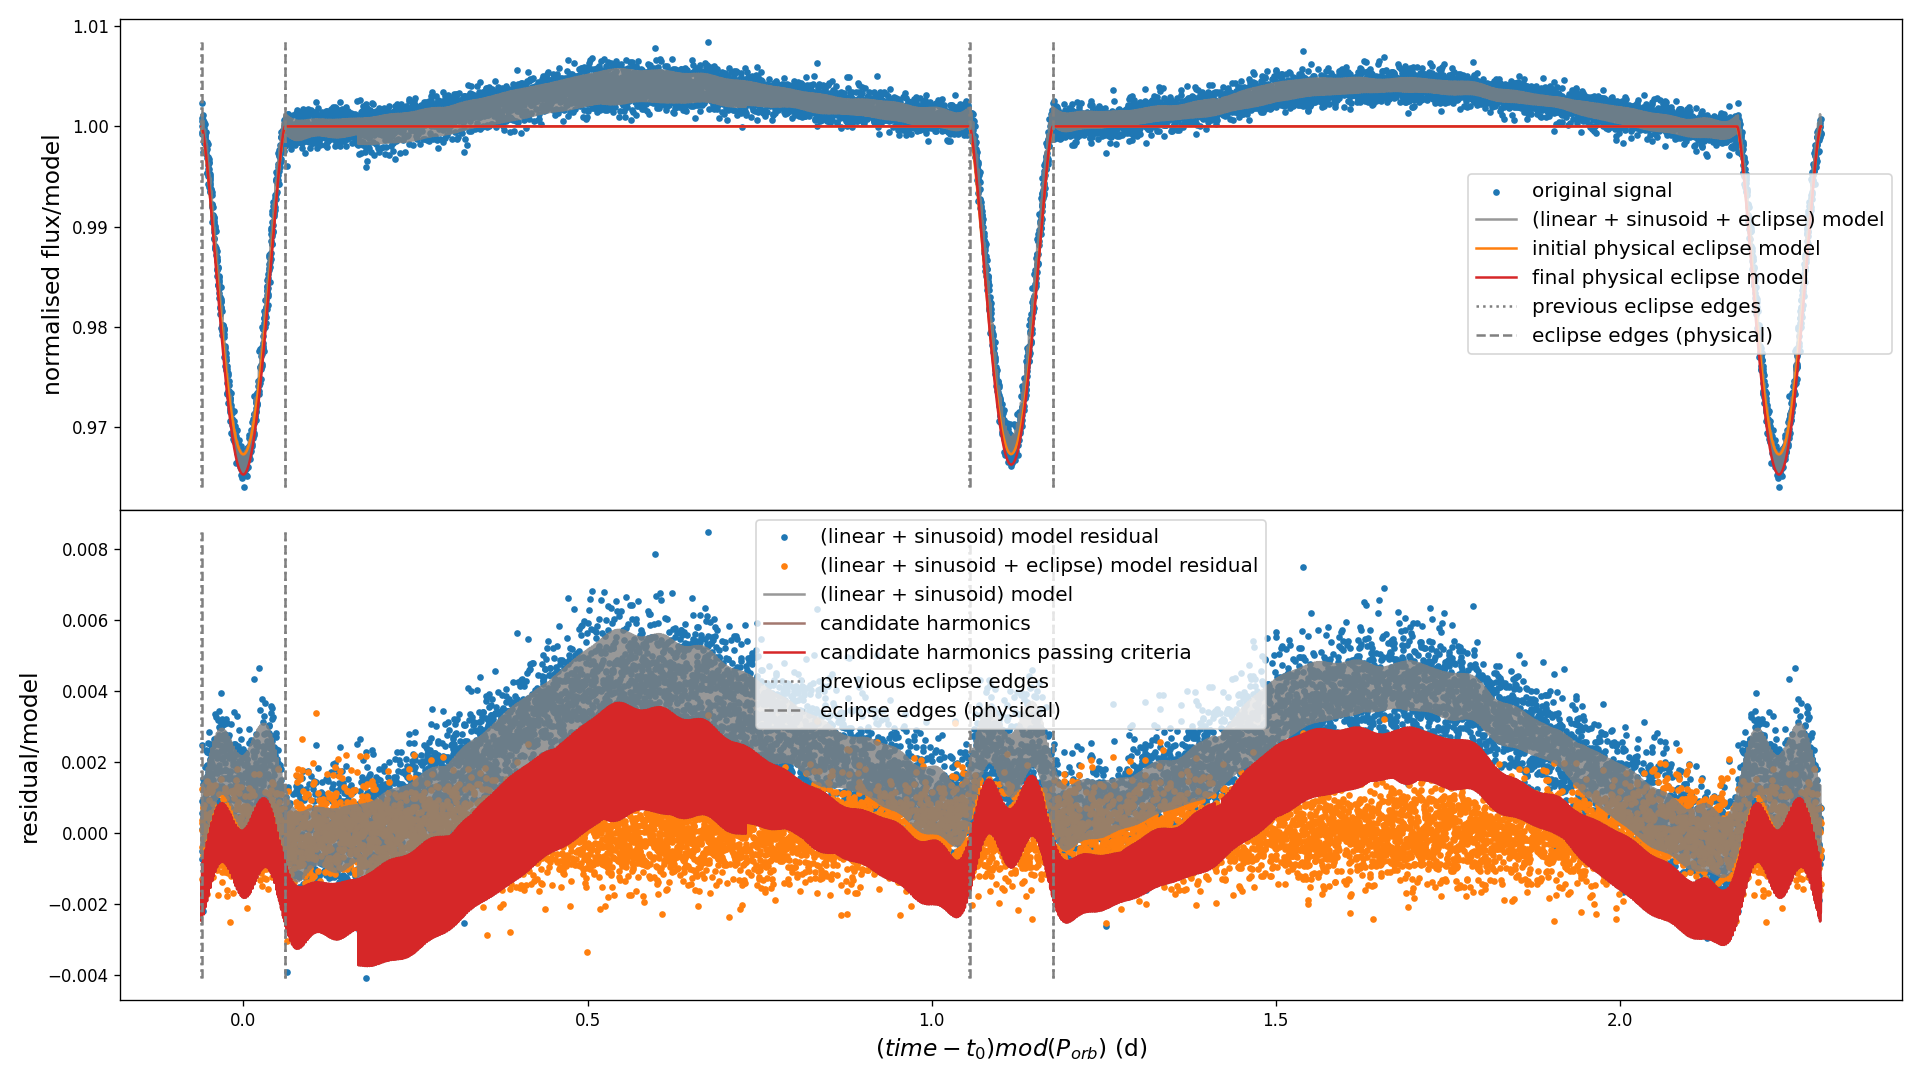 1.01
1.00
0.99
0.98
0.97
normalised flux/model
original signal
(linear + sinusoid + eclipse) model
initial physical eclipse model
final physical eclipse model
previous eclipse edges
eclipse edges (physical)
0.008
0.006
0.004
0.002
0.000
−0.002
−0.004
residual/model
(linear + sinusoid) model residual
(linear + sinusoid + eclipse) model residual
(linear + sinusoid) model
candidate harmonics
candidate harmonics passing criteria
previous eclipse edges
eclipse edges (physical)
0.0 0.5 1.0 1.5 2.0
(time − t₀)mod(P_orb) (d)